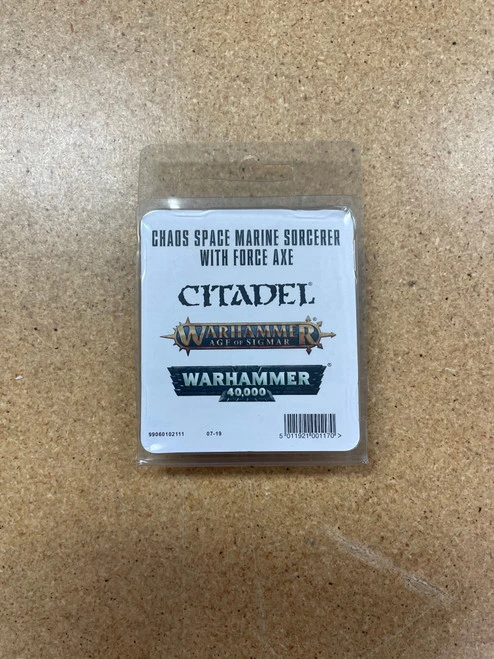 CHAOS SPACE MARINE SORCERER
WITH FORCE AXE
CITADEL®
WARHAMMER®
AGE OF SIGMAR
WARHAMMER®
40,000
99060102111 07-19
5 011921 001170 >